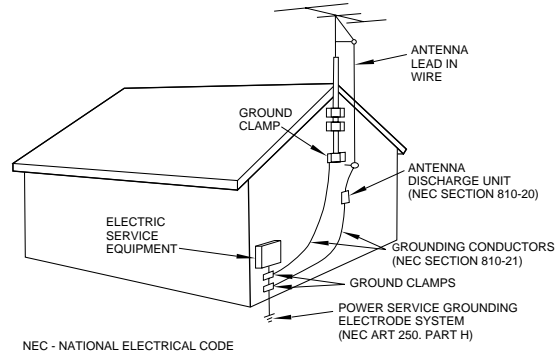 ANTENNA
LEAD IN
WIRE
GROUND
CLAMP
ANTENNA
DISCHARGE UNIT
(NEC SECTION 810-20)
ELECTRIC
SERVICE
EQUIPMENT
GROUNDING CONDUCTORS
(NEC SECTION 810-21)
GROUND CLAMPS
POWER SERVICE GROUNDING
ELECTRODE SYSTEM
(NEC ART 250. PART H)
NEC - NATIONAL ELECTRICAL CODE